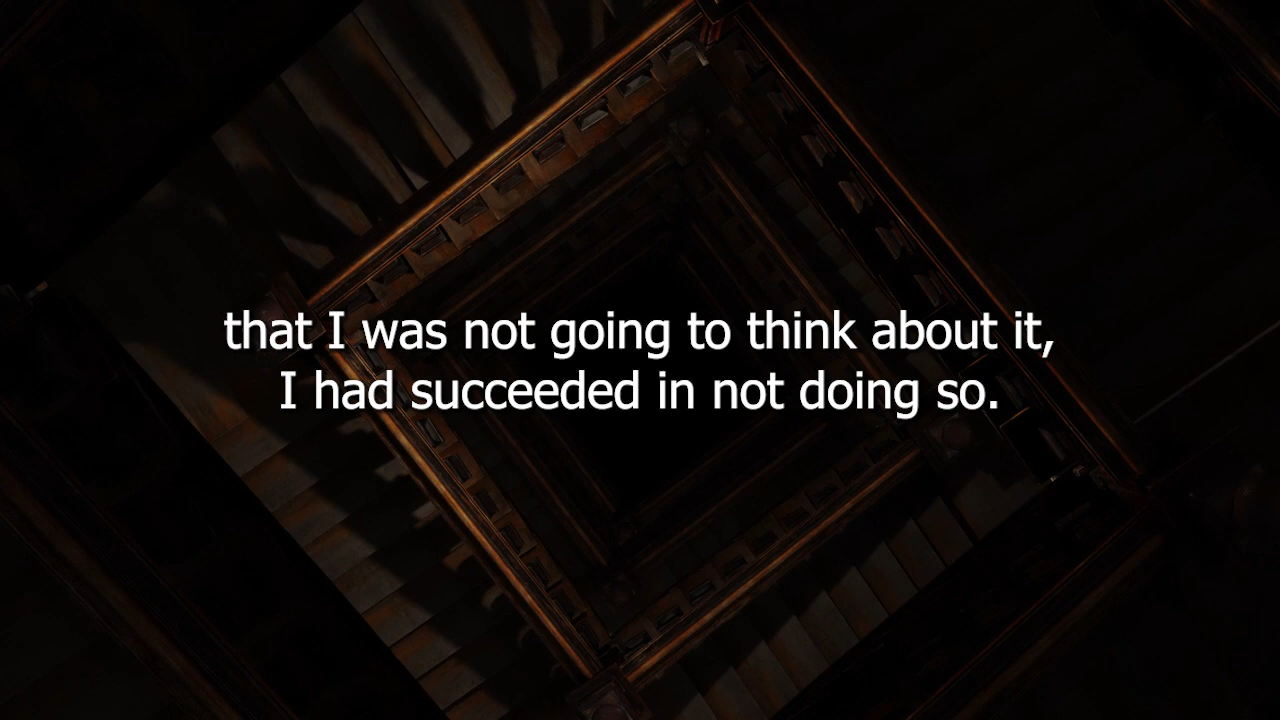 that I was not going to think about it,
I had succeeded in not doing so.